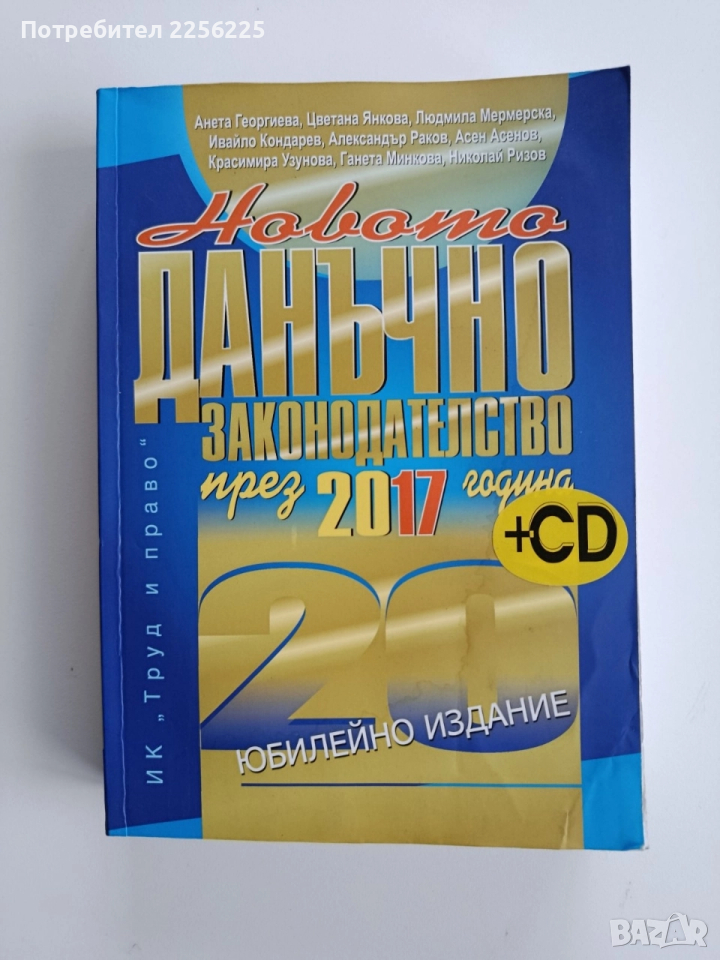 Потребител 2256225
Анета Георгиева, Цветана Янкова, Людмила Мермерска,
Ивайло Кондарев, Александър Раков, Асен Асенов,
Красимира Узунова, Ганета Минкова, Николай Ризов
Новото
ДАНЪЧНО
ЗАКОНОДАТЕЛСТВО
през 2017 година
+CD
20
ЮБИЛЕЙНО ИЗДАНИЕ
ИК „Труд и право“
BAZAR